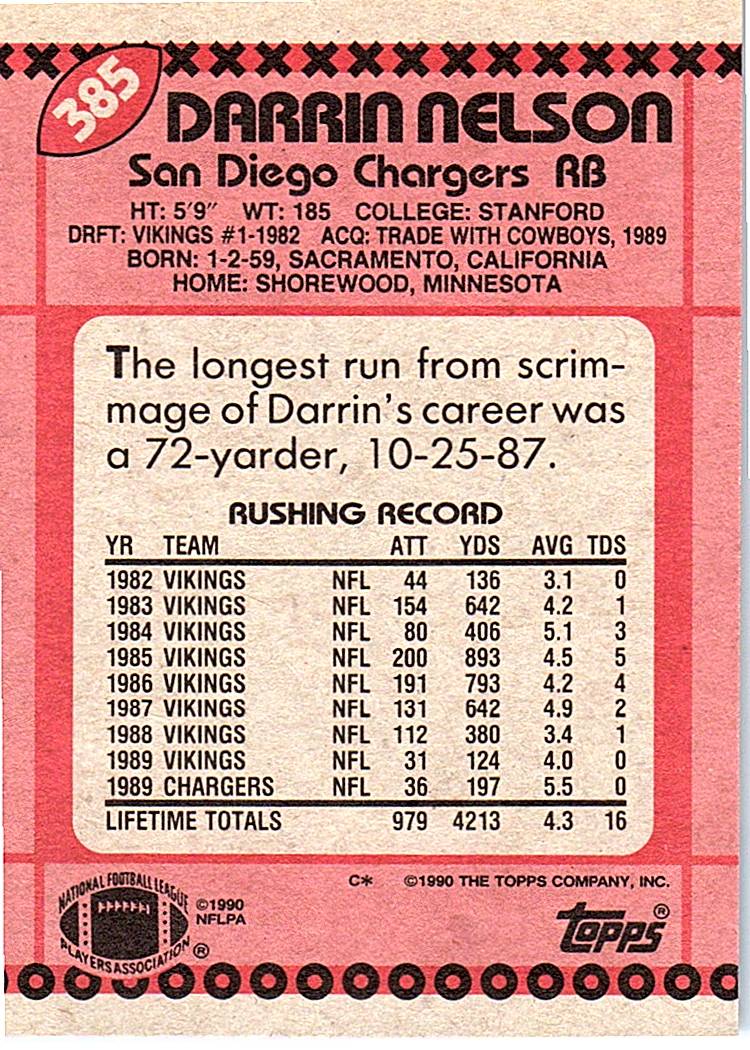 385
DARRIN NELSON
San Diego Chargers RB
HT: 5'9" WT: 185 COLLEGE: STANFORD
DRFT: VIKINGS #1-1982 ACQ: TRADE WITH COWBOYS, 1989
BORN: 1-2-59, SACRAMENTO, CALIFORNIA
HOME: SHOREWOOD, MINNESOTA
The longest run from scrim-
mage of Darrin's career was
a 72-yarder, 10-25-87.
RUSHING RECORD
YR TEAM ATT YDS AVG TDS
1982 VIKINGS NFL 44 136 3.1 0
1983 VIKINGS NFL 154 642 4.2 1
1984 VIKINGS NFL 80 406 5.1 3
1985 VIKINGS NFL 200 893 4.5 5
1986 VIKINGS NFL 191 793 4.2 4
1987 VIKINGS NFL 131 642 4.9 2
1988 VIKINGS NFL 112 380 3.4 1
1989 VIKINGS NFL 31 124 4.0 0
1989 CHARGERS NFL 36 197 5.5 0
LIFETIME TOTALS 979 4213 4.3 16
C* ©1990 THE TOPPS COMPANY, INC.
NATIONAL FOOTBALL LEAGUE
PLAYERS ASSOCIATION ®
©1990
NFLPA
topps ®